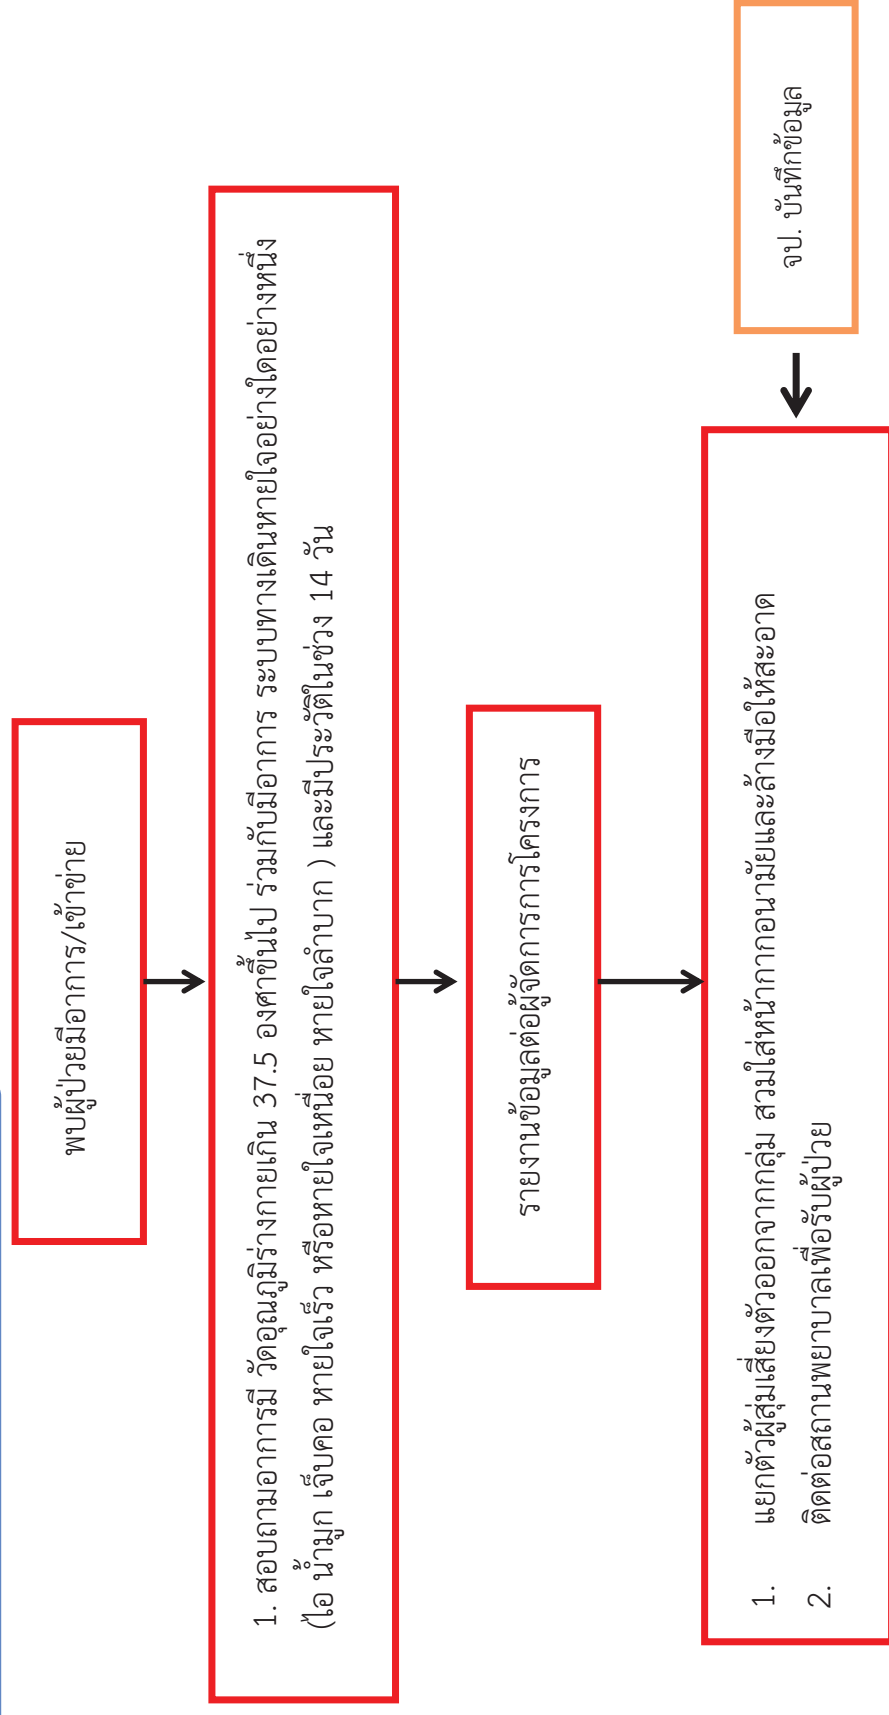 พบผู้ป่วยมีอาการ/เข้าข่าย
1. สอบถามอาการมี วัดอุณภูมิร่างกายเกิน 37.5 องศาขึ้นไป ร่วมกับมีอาการ ระบบทางเดินหายใจอย่างใดอย่างหนึ่ง
(ไอ น้ำมูก เจ็บคอ หายใจเร็ว หรือหายใจเหนื่อย หายใจลำบาก ) และมีประวัติในช่วง 14 วัน
รายงานข้อมูลต่อผู้จัดการการโครงการ
1. แยกตัวผู้สุ่มเสี่ยงตัวออกจากกลุ่ม สวมใส่หน้ากากอนามัยและล้างมือให้สะอาด
2. ติดต่อสถานพยาบาลเพื่อรับผู้ป่วย
จป. บันทึกข้อมูล